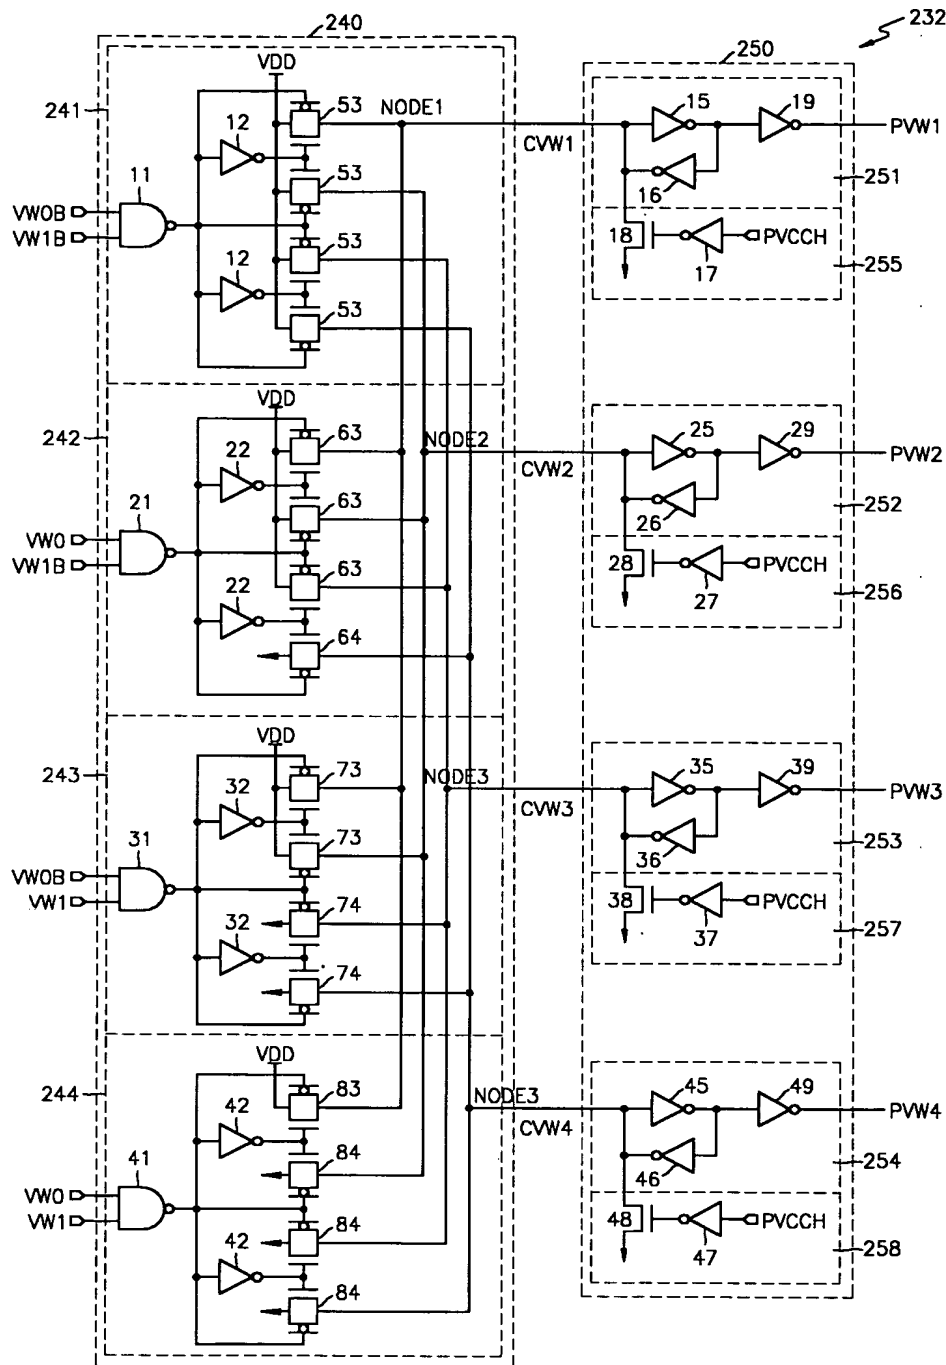 232
240
250
VDD
241
53
NODE1
12
11
VW0B
VW1B
53
53
12
53
CVW1
15
19
PVW1
16
251
18
17
PVCCH
255
VDD
242
63
NODE2
22
21
VW0
VW1B
63
63
22
64
CVW2
25
29
PVW2
26
252
28
27
PVCCH
256
VDD
243
73
NODE3
32
31
VW0B
VW1
73
74
32
74
CVW3
35
39
PVW3
36
253
38
37
PVCCH
257
VDD
244
83
NODE3
42
41
VW0
VW1
84
84
42
84
CVW4
45
49
PVW4
46
254
48
47
PVCCH
258